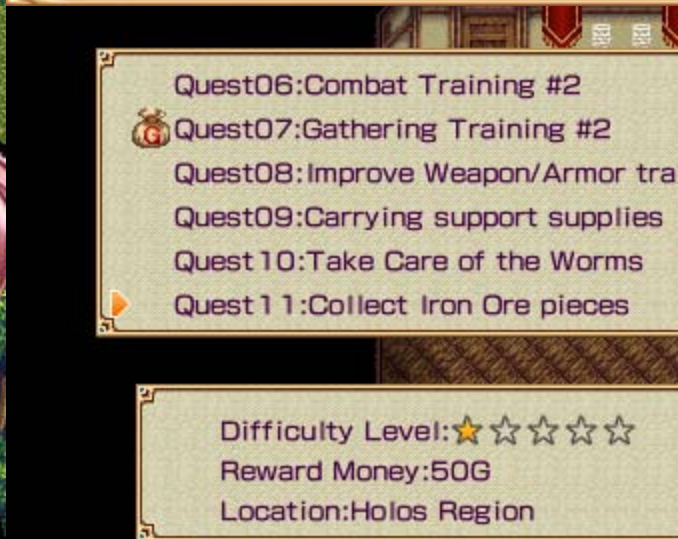 Quest06:Combat Training #2
G Quest07:Gathering Training #2
Quest08:Improve Weapon/Armor tra
Quest09:Carrying support supplies
Quest10:Take Care of the Worms
Quest11:Collect Iron Ore pieces
Difficulty Level:★☆☆☆☆
Reward Money:50G
Location:Holos Region